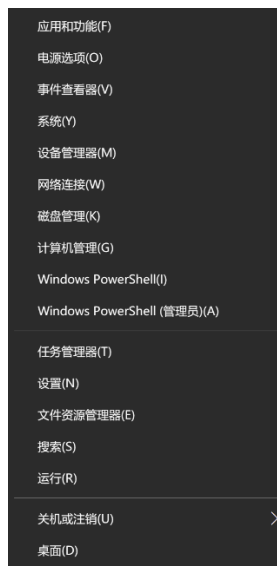 应用和功能(F)
电源选项(O)
事件查看器(V)
系统(Y)
设备管理器(M)
网络连接(W)
磁盘管理(K)
计算机管理(G)
Windows PowerShell(I)
Windows PowerShell (管理员)(A)
任务管理器(T)
设置(N)
文件资源管理器(E)
搜索(S)
运行(R)
关机或注销(U)
桌面(D)